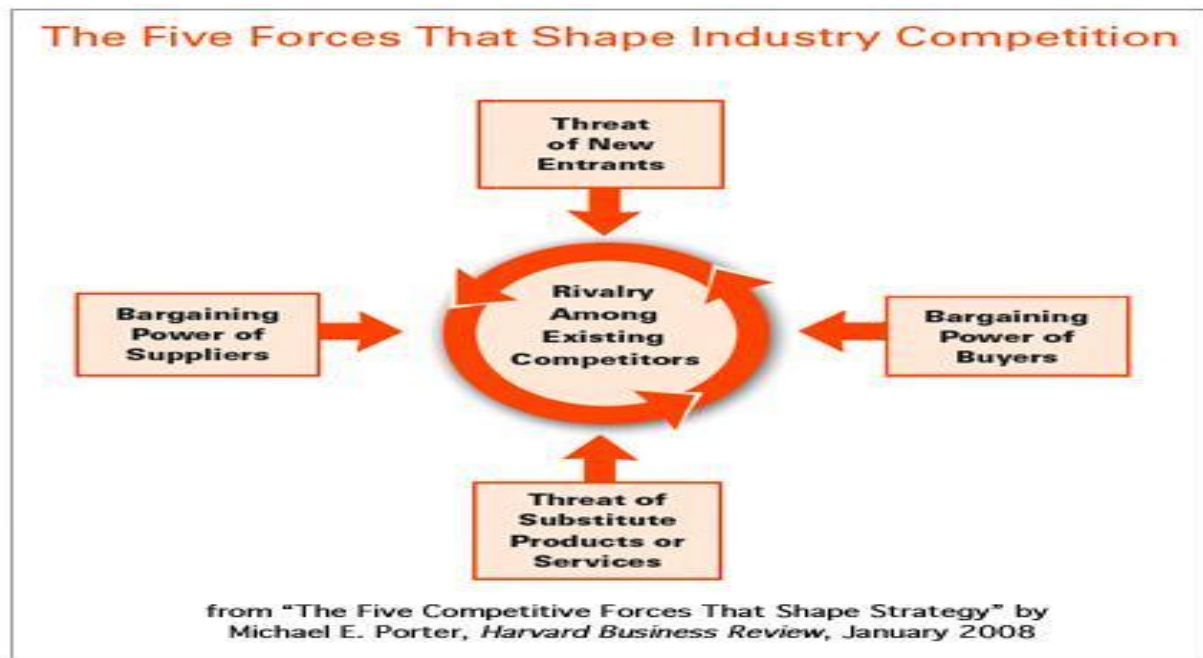 The Five Forces That Shape Industry Competition
Threat
of New
Entrants
Bargaining
Power of
Suppliers
Rivalry
Among
Existing
Competitors
Bargaining
Power of
Buyers
Threat of
Substitute
Products or
Services
from “The Five Competitive Forces That Shape Strategy” by
Michael E. Porter, Harvard Business Review, January 2008